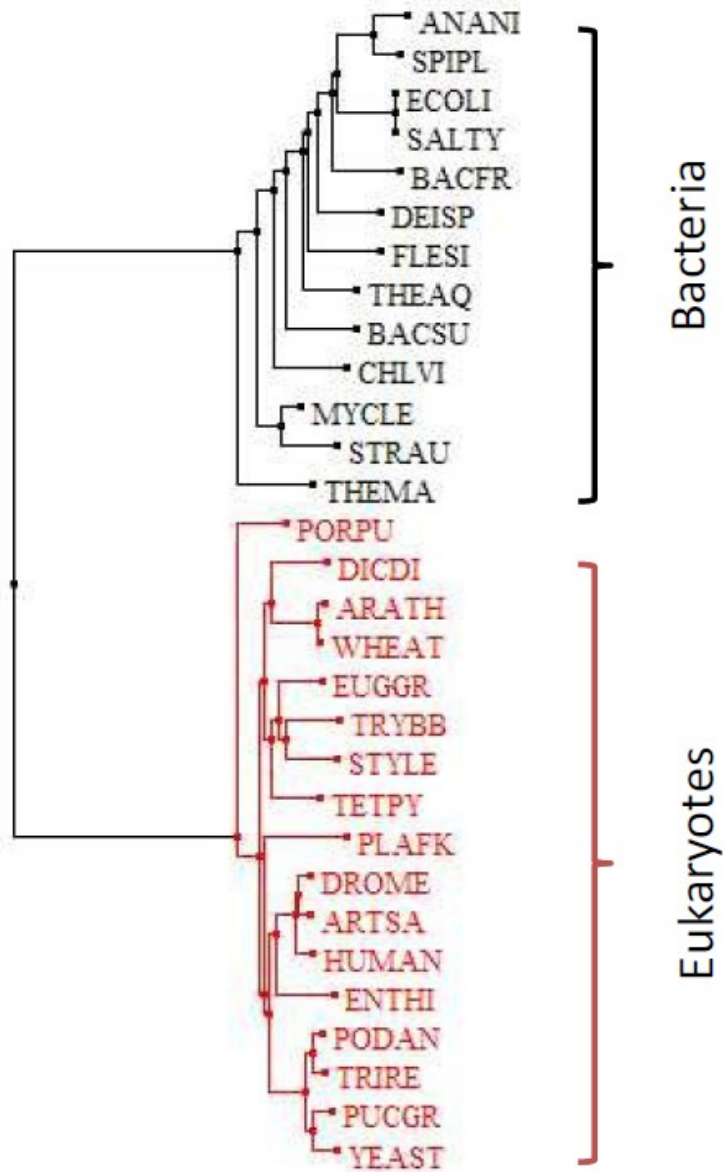 ANANI
SPIPL
ECOLI
SALTY
BACFR
DEISP
FLESI
THEAQ
BACSU
CHLVI
MYCLE
STRAU
THEMA
PORPU
DICDI
ARATH
WHEAT
EUGGR
TRYBB
STYLE
TETPY
PLAFK
DROME
ARTSA
HUMAN
ENTHI
PODAN
TRIRE
PUCGR
YEAST
Bacteria
Eukaryotes